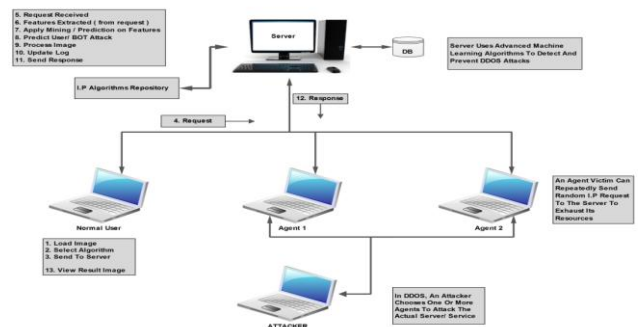 5. Request Received
6. Features Extracted ( from request )
7. Apply Mining / Prediction on Features
8. Predict User/ BOT Attack
9. Process Image
10. Update Log
11. Send Response
Server
DB
Server Uses Advanced Machine
Learning Algorithms To Detect And
Prevent DDOS Attacks
I.P Algorithms Repository
12. Response
4. Request
An Agent Victim Can
Repeatedly Send
Random I.P Request
To The Server To
Exhaust Its
Resources
Normal User
Agent 1
Agent 2
1. Load Image
2. Select Algorithm
3. Send To Server
13. View Result Image
In DDOS, An Attacker
Chooses One Or More
Agents To Attack The
Actual Server/ Service
ATTACKER